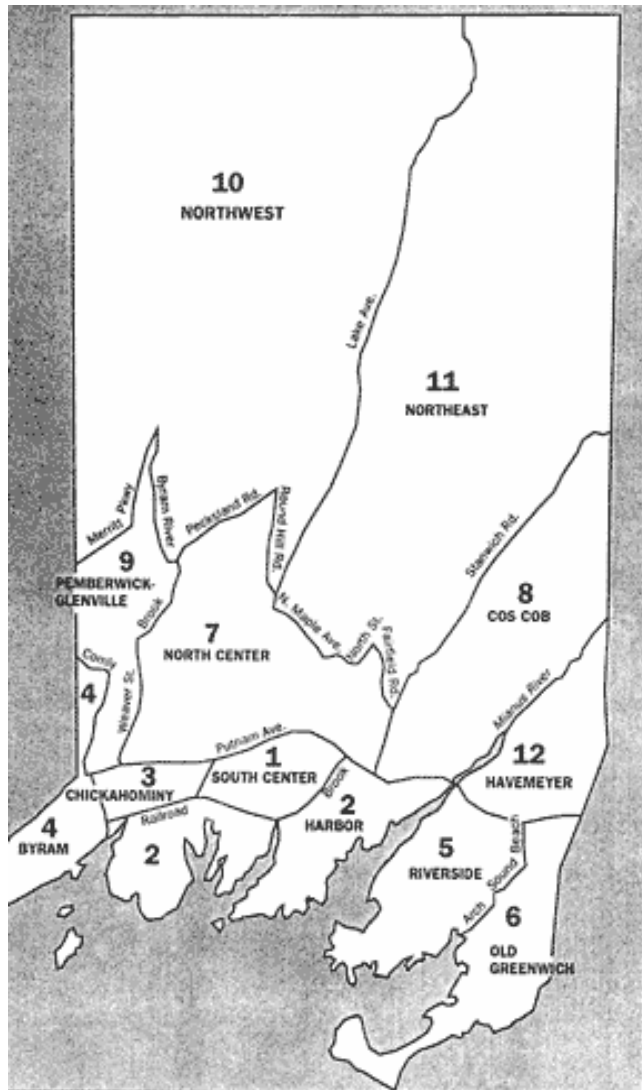 10
NORTHWEST
Lake Ave.
11
NORTHEAST
Merritt Pkwy
Byram River
Pecksland Rd.
Round Hill Rd.
Stanwich Rd.
9
PEMBERWICK-
GLENVILLE
Brook
7
NORTH CENTER
N. Maple Ave.
North St.
Fairfield Rd.
8
COS COB
Comly
4
Weaver St.
Mianus River
Putnam Ave.
1
SOUTH CENTER
12
HAVEMEYER
3
CHICKAHOMINY
Railroad
Brook
2
HARBOR
4
BYRAM
2
5
RIVERSIDE
Sound Beach
Arch
6
OLD
GREENWICH